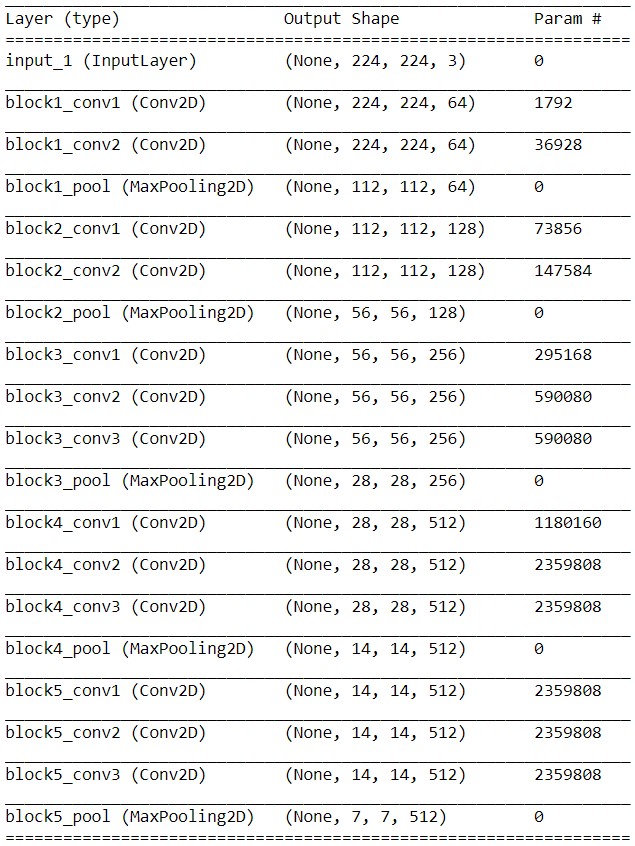 Layer (type) Output Shape Param #
input_1 (InputLayer) (None, 224, 224, 3) 0
block1_conv1 (Conv2D) (None, 224, 224, 64) 1792
block1_conv2 (Conv2D) (None, 224, 224, 64) 36928
block1_pool (MaxPooling2D) (None, 112, 112, 64) 0
block2_conv1 (Conv2D) (None, 112, 112, 128) 73856
block2_conv2 (Conv2D) (None, 112, 112, 128) 147584
block2_pool (MaxPooling2D) (None, 56, 56, 128) 0
block3_conv1 (Conv2D) (None, 56, 56, 256) 295168
block3_conv2 (Conv2D) (None, 56, 56, 256) 590080
block3_conv3 (Conv2D) (None, 56, 56, 256) 590080
block3_pool (MaxPooling2D) (None, 28, 28, 256) 0
block4_conv1 (Conv2D) (None, 28, 28, 512) 1180160
block4_conv2 (Conv2D) (None, 28, 28, 512) 2359808
block4_conv3 (Conv2D) (None, 28, 28, 512) 2359808
block4_pool (MaxPooling2D) (None, 14, 14, 512) 0
block5_conv1 (Conv2D) (None, 14, 14, 512) 2359808
block5_conv2 (Conv2D) (None, 14, 14, 512) 2359808
block5_conv3 (Conv2D) (None, 14, 14, 512) 2359808
block5_pool (MaxPooling2D) (None, 7, 7, 512) 0